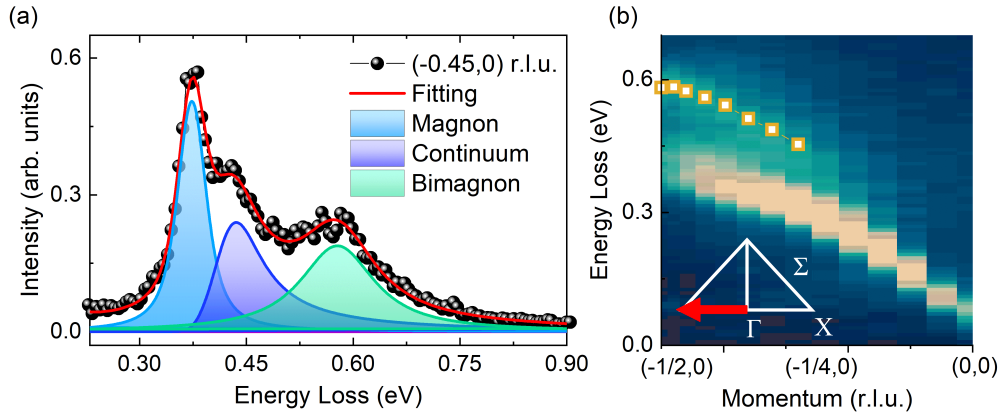 (a)
0.6
0.3
0.0
Intensity (arb. units)
(-0.45,0) r.l.u.
Fitting
Magnon
Continuum
Bimagnon
0.30
0.45
0.60
0.75
0.90
Energy Loss (eV)
(b)
0.6
0.3
0.0
Energy Loss (eV)
Σ
Γ
X
(-1/2,0)
(-1/4,0)
(0,0)
Momentum (r.l.u.)